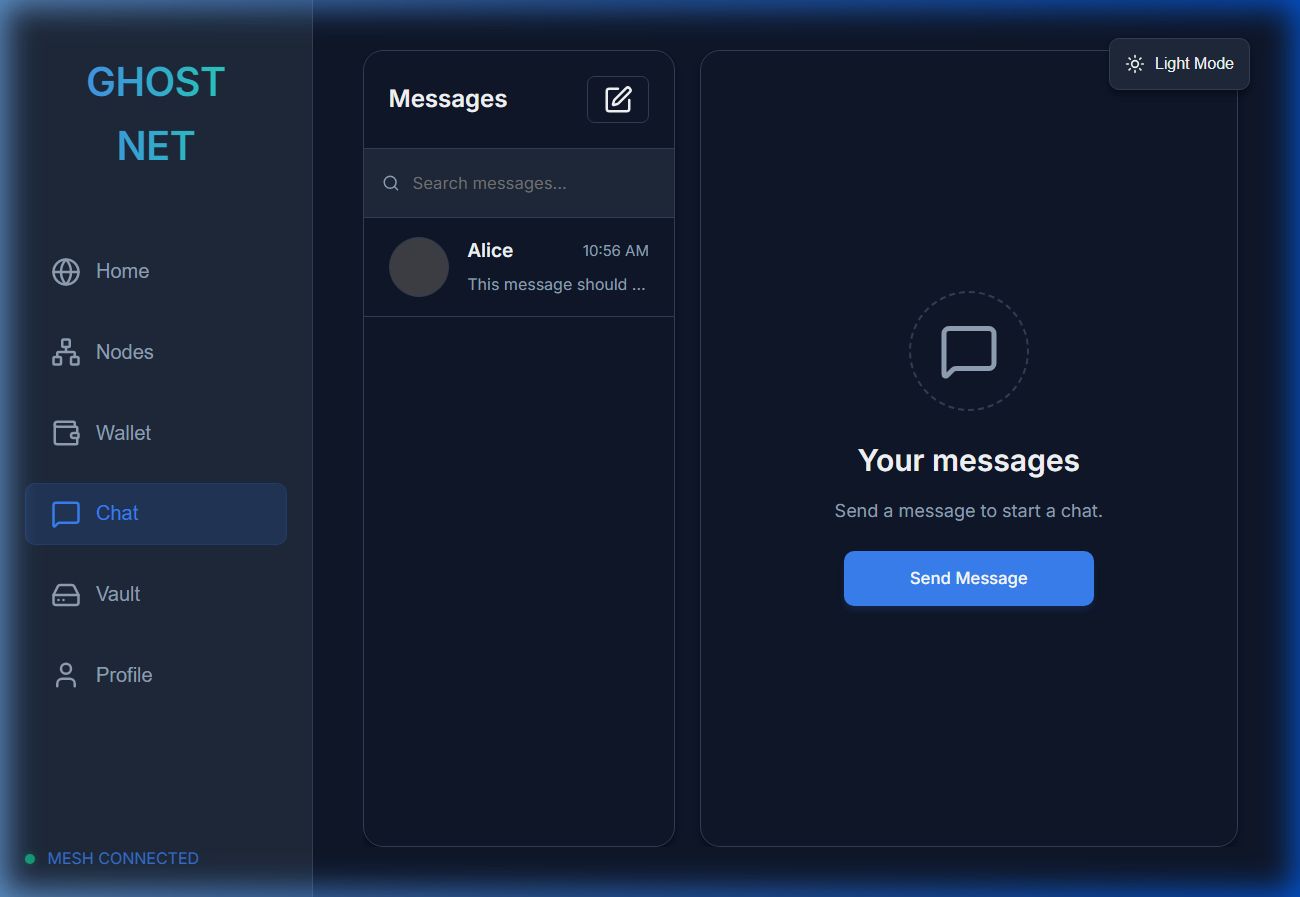 GHOST
NET
Home
Nodes
Wallet
Chat
Vault
Profile
MESH CONNECTED
Messages
Search messages...
Alice
10:56 AM
This message should ...
Light Mode
Your messages
Send a message to start a chat.
Send Message